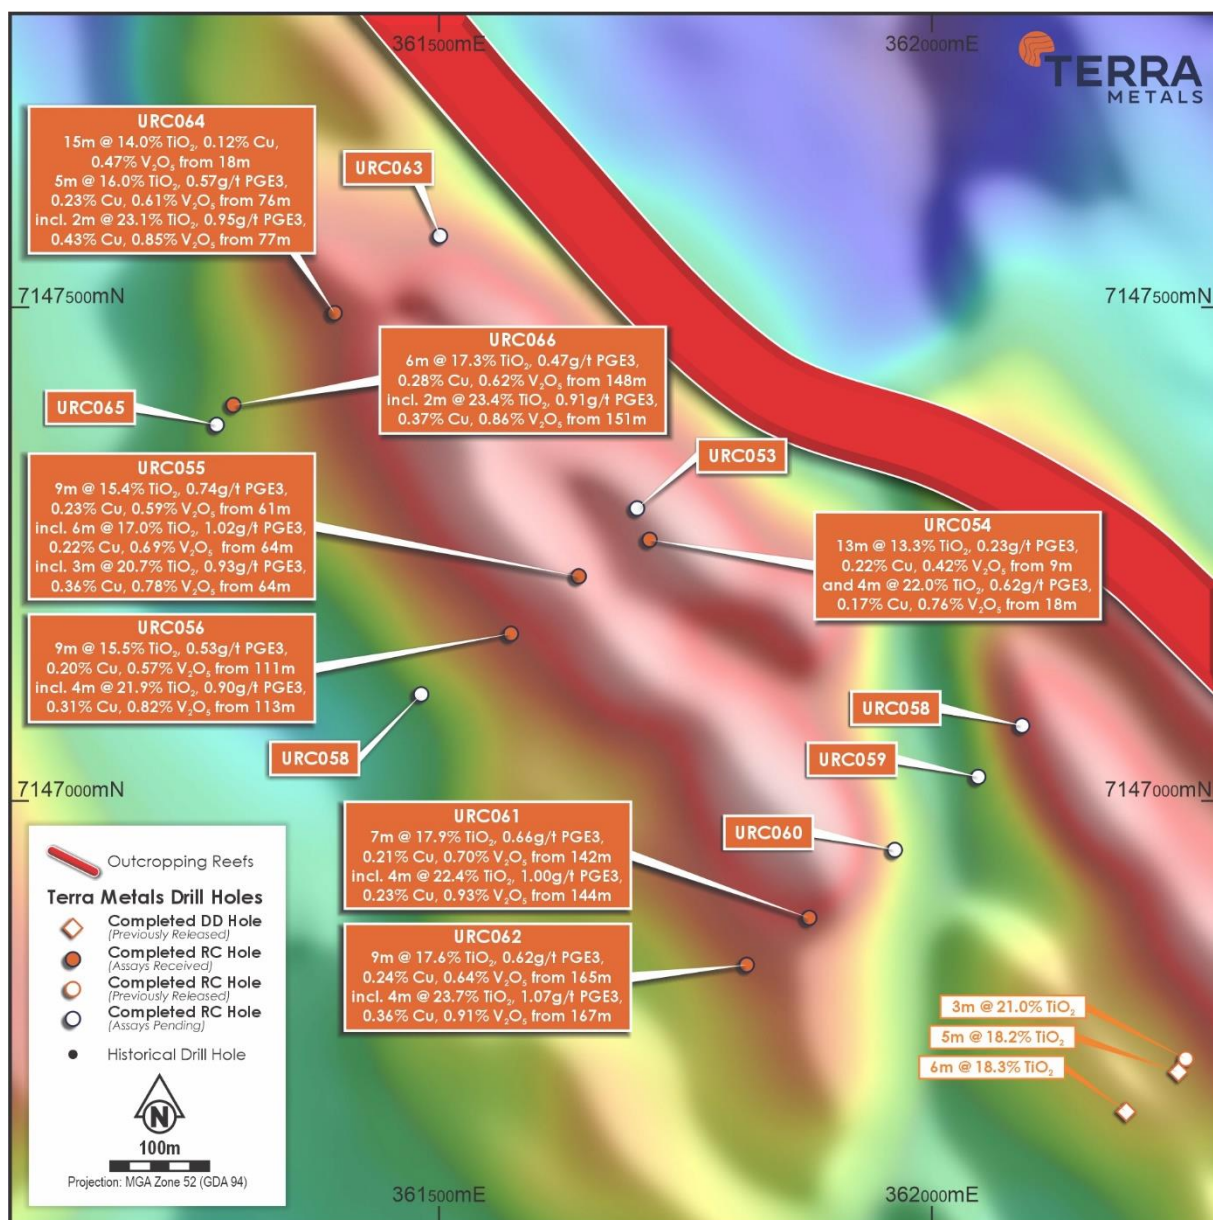 361500mE
362000mE
TERRA
METALS
URC064
15m @ 14.0% TiO₂, 0.12% Cu,
0.47% V₂O₅ from 18m
5m @ 16.0% TiO₂, 0.57g/t PGE3,
0.23% Cu, 0.61% V₂O₅ from 76m
incl. 2m @ 23.1% TiO₂, 0.95g/t PGE3,
0.43% Cu, 0.85% V₂O₅ from 77m
URC063
7147500mN
7147500mN
URC066
6m @ 17.3% TiO₂, 0.47g/t PGE3,
0.28% Cu, 0.62% V₂O₅ from 148m
incl. 2m @ 23.4% TiO₂, 0.91g/t PGE3,
0.37% Cu, 0.86% V₂O₅ from 151m
URC065
URC053
URC055
9m @ 15.4% TiO₂, 0.74g/t PGE3,
0.23% Cu, 0.59% V₂O₅ from 61m
incl. 6m @ 17.0% TiO₂, 1.02g/t PGE3,
0.22% Cu, 0.69% V₂O₅ from 64m
incl. 3m @ 20.7% TiO₂, 0.93g/t PGE3,
0.36% Cu, 0.78% V₂O₅ from 64m
URC054
13m @ 13.3% TiO₂, 0.23g/t PGE3,
0.22% Cu, 0.42% V₂O₅ from 9m
and 4m @ 22.0% TiO₂, 0.62g/t PGE3,
0.17% Cu, 0.76% V₂O₅ from 18m
URC056
9m @ 15.5% TiO₂, 0.53g/t PGE3,
0.20% Cu, 0.57% V₂O₅ from 111m
incl. 4m @ 21.9% TiO₂, 0.90g/t PGE3,
0.31% Cu, 0.82% V₂O₅ from 113m
URC058
URC058
URC059
7147000mN
7147000mN
URC061
7m @ 17.9% TiO₂, 0.66g/t PGE3,
0.21% Cu, 0.70% V₂O₅ from 142m
incl. 4m @ 22.4% TiO₂, 1.00g/t PGE3,
0.23% Cu, 0.93% V₂O₅ from 144m
URC060
URC062
9m @ 17.6% TiO₂, 0.62g/t PGE3,
0.24% Cu, 0.64% V₂O₅ from 165m
incl. 4m @ 23.7% TiO₂, 1.07g/t PGE3,
0.36% Cu, 0.91% V₂O₅ from 167m
3m @ 21.0% TiO₂
5m @ 18.2% TiO₂
6m @ 18.3% TiO₂
Outcropping Reefs
Terra Metals Drill Holes
Completed DD Hole
(Previously Released)
Completed RC Hole
(Assays Received)
Completed RC Hole
(Previously Released)
Completed RC Hole
(Assays Pending)
Historical Drill Hole
N
100m
Projection: MGA Zone 52 (GDA 94)
361500mE
362000mE